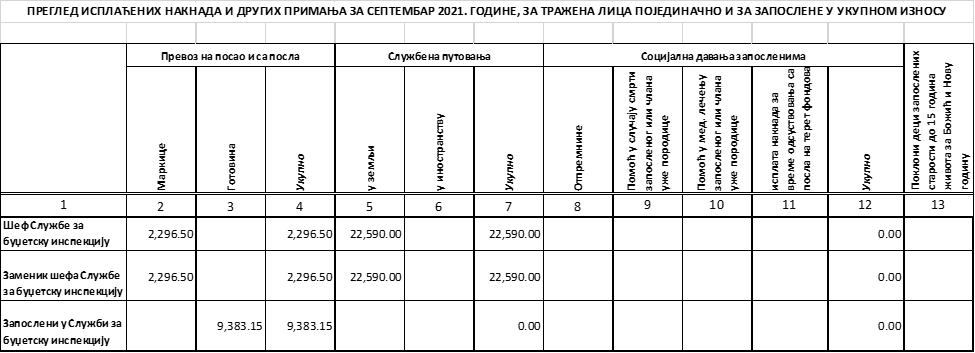 ПРЕГЛЕД ИСПЛАЋЕНИХ НАКНАДА И ДРУГИХ ПРИМАЊА ЗА СЕПТЕМБАР 2021. ГОДИНЕ, ЗА ТРАЖЕНА ЛИЦА ПОЈЕДИНАЧНО И ЗА ЗАПОСЛЕНЕ У УКУПНОМ ИЗНОСУ
Превоз на посао и са посла
Службена путовања
Социјална давања запосленима
Маркице
Готовина
Укупно
у земљи
у иностранству
Укупно
Отпремнине
Помоћ у случају смрти
запосленог или члана
уже породице
Помоћ у мед. лечењу
запосленог или члана
уже породице
исплата накнада за
време одсуствовања са
посла на терет фондова
Укупно
Поклони деци запослених
старости до 15 година
живота за Божић и Нову
годину
1 2 3 4 5 6 7 8 9 10 11 12 13
Шеф Службе за
буџетску инспекцију
2,296.50 2,296.50 22,590.00 22,590.00 0.00
Заменик шефа Службе
за буџетску инспекцију
2,296.50 2,296.50 22,590.00 22,590.00 0.00
Запослени у Служби за
буџетску инспекцију
9,383.15 9,383.15 0.00 0.00